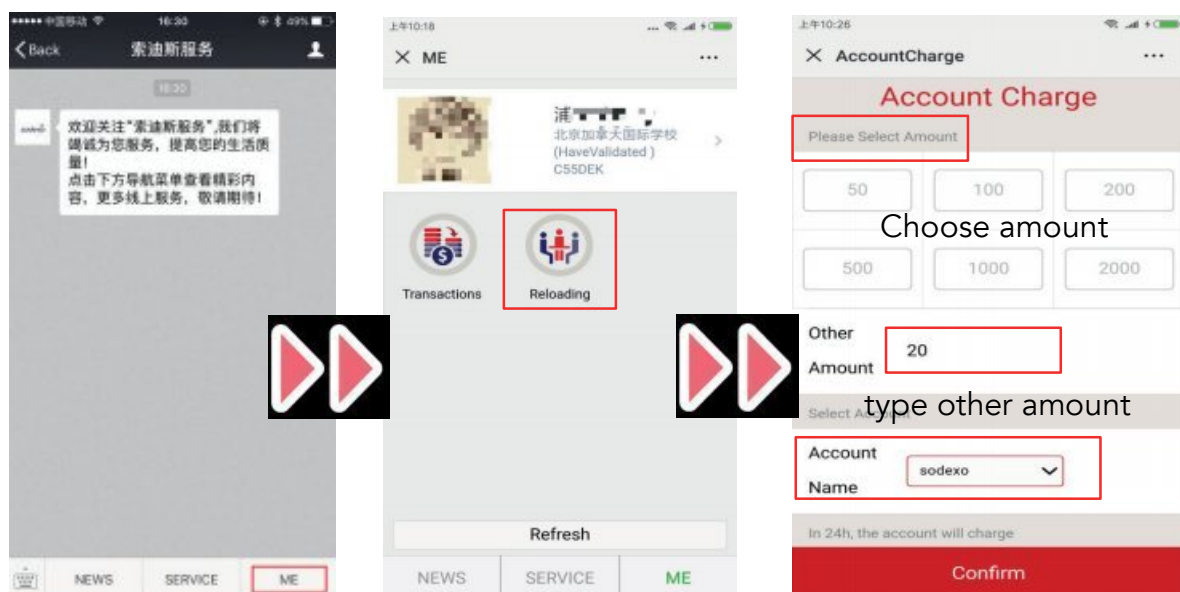 中国移动
16:30
49%
Back
索迪斯服务
16:30
欢迎关注“索迪斯服务”,我们将
竭诚为您服务，提高您的生活质
量!
点击下方导航菜单查看精彩内
容，更多线上服务，敬请期待!
NEWS
SERVICE
ME
上午10:18
ME
浦
北京加拿大国际学校
(HaveValidated )
C55DEK
Transactions
Reloading
Refresh
NEWS
SERVICE
ME
上午10:26
AccountCharge
Account Charge
Please Select Amount
50
100
200
Choose amount
500
1000
2000
Other
Amount
20
type other amount
Select Account
Account
Name
sodexo
In 24h, the account will charge
Confirm